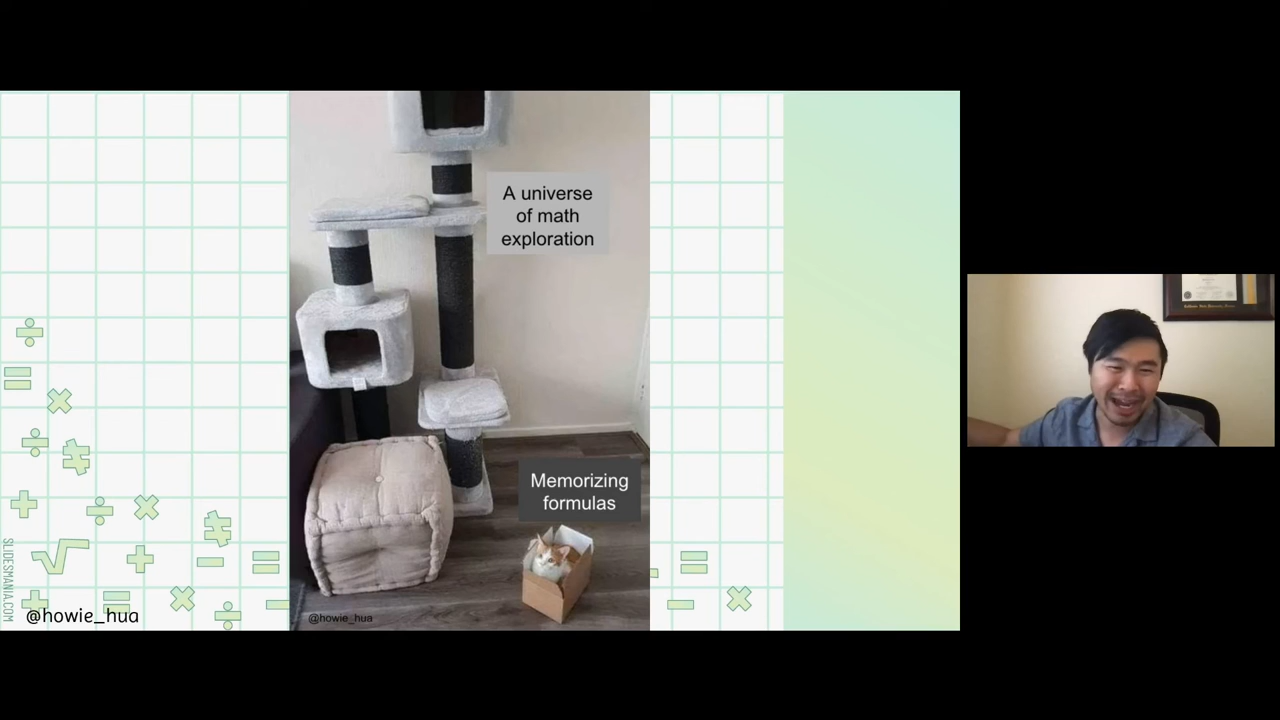 A universe
of math
exploration
Memorizing
formulas
@howie_hua
SLIDESMANIA.COM
@howie_hua